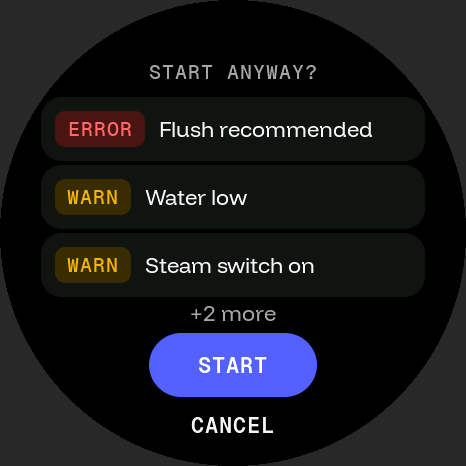 START ANYWAY?
ERROR Flush recommended
WARN Water low
WARN Steam switch on
+2 more
START
CANCEL